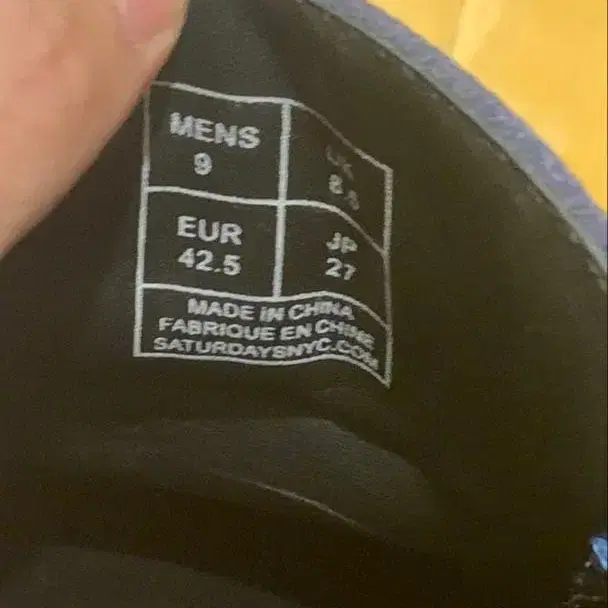 MENS
9
UK
8.5
EUR
42.5
JP
27
MADE IN CHINA
FABRIQUE EN CHINE
SATURDAYSNYC.COM